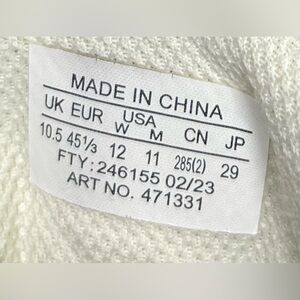 MADE IN CHINA
UK EUR USA CN JP
W M
10.5 45⅓ 12 11 285(2) 29
FTY: 246155 02/23
ART NO. 471331